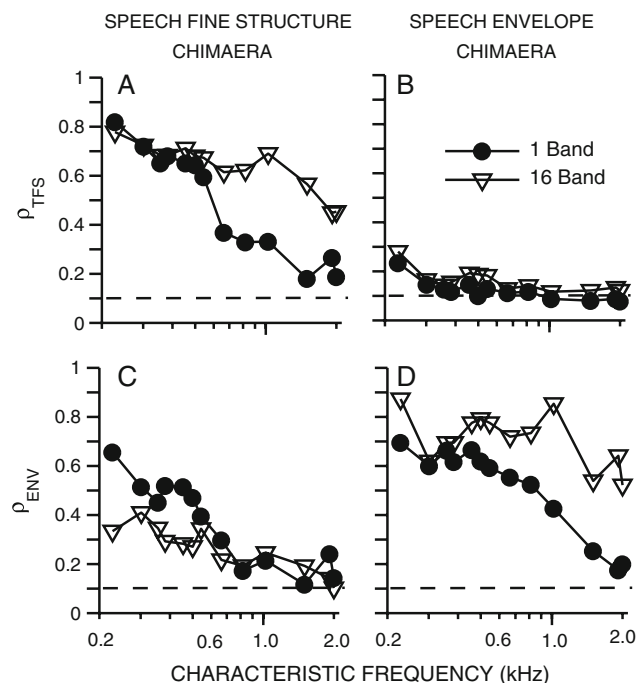 SPEECH FINE STRUCTURE
CHIMAERA
SPEECH ENVELOPE
CHIMAERA
A
B
1 Band
16 Band
ρTFS
1
0.8
0.6
0.4
0.2
0
C
D
ρENV
1
0.8
0.6
0.4
0.2
0
0.2
0.6
1.0
2.0
0.2
0.6
1.0
2.0
CHARACTERISTIC FREQUENCY (kHz)